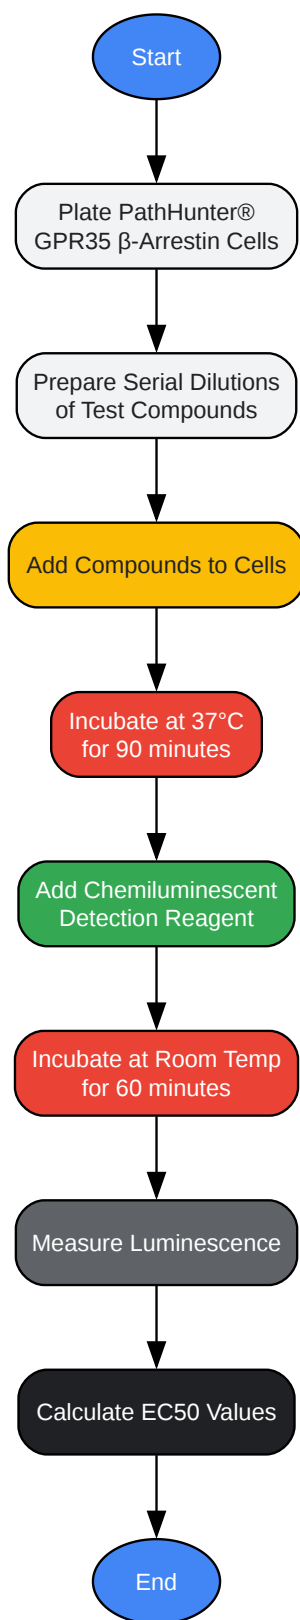 Start
Plate PathHunter®
GPR35 β-Arrestin Cells
Prepare Serial Dilutions
of Test Compounds
Add Compounds to Cells
Incubate at 37°C
for 90 minutes
Add Chemiluminescent
Detection Reagent
Incubate at Room Temp
for 60 minutes
Measure Luminescence
Calculate EC50 Values
End